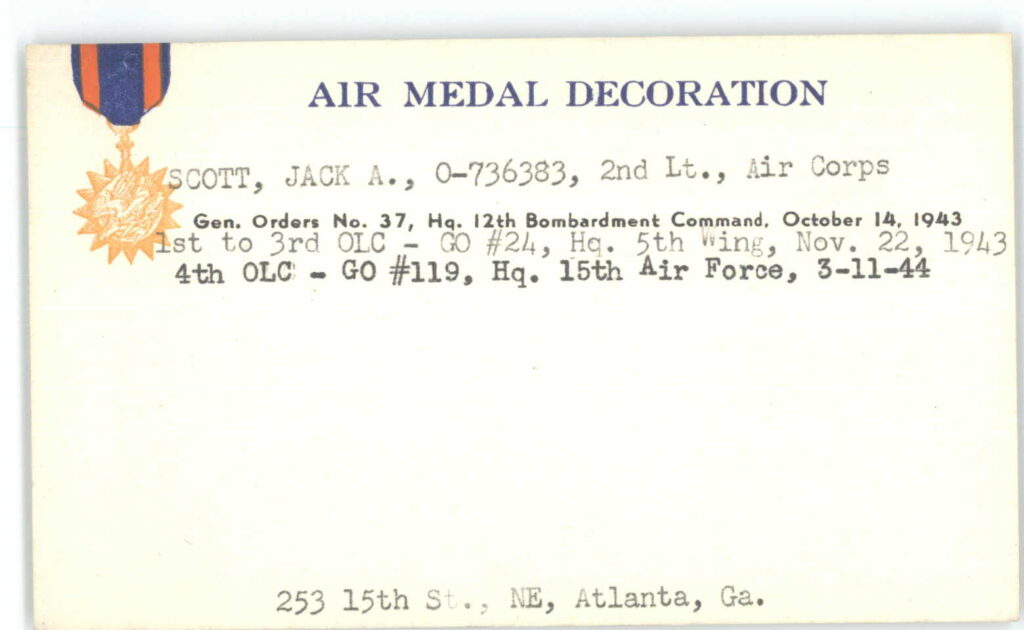 AIR MEDAL DECORATION
SCOTT, JACK A., O-736383, 2nd Lt., Air Corps
Gen. Orders No. 37, Hq. 12th Bombardment Command, October 14, 1943
1st to 3rd OLC - GO #24, Hq. 5th Wing, Nov. 22, 1943
4th OLC - GO #119, Hq. 15th Air Force, 3-11-44
253 15th St., NE, Atlanta, Ga.